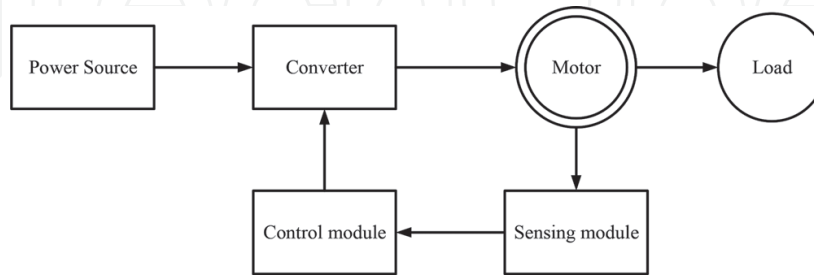 Power Source
Converter
Motor
Load
Control module
Sensing module